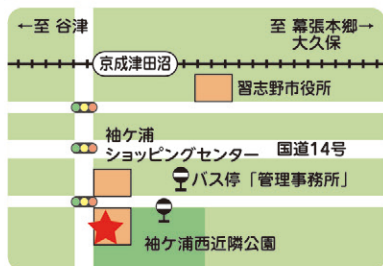 ←至 谷津
至 幕張本郷→
大久保
京成津田沼
習志野市役所
袖ケ浦
ショッピングセンター
国道14号
バス停「管理事務所」
袖ケ浦西近隣公園